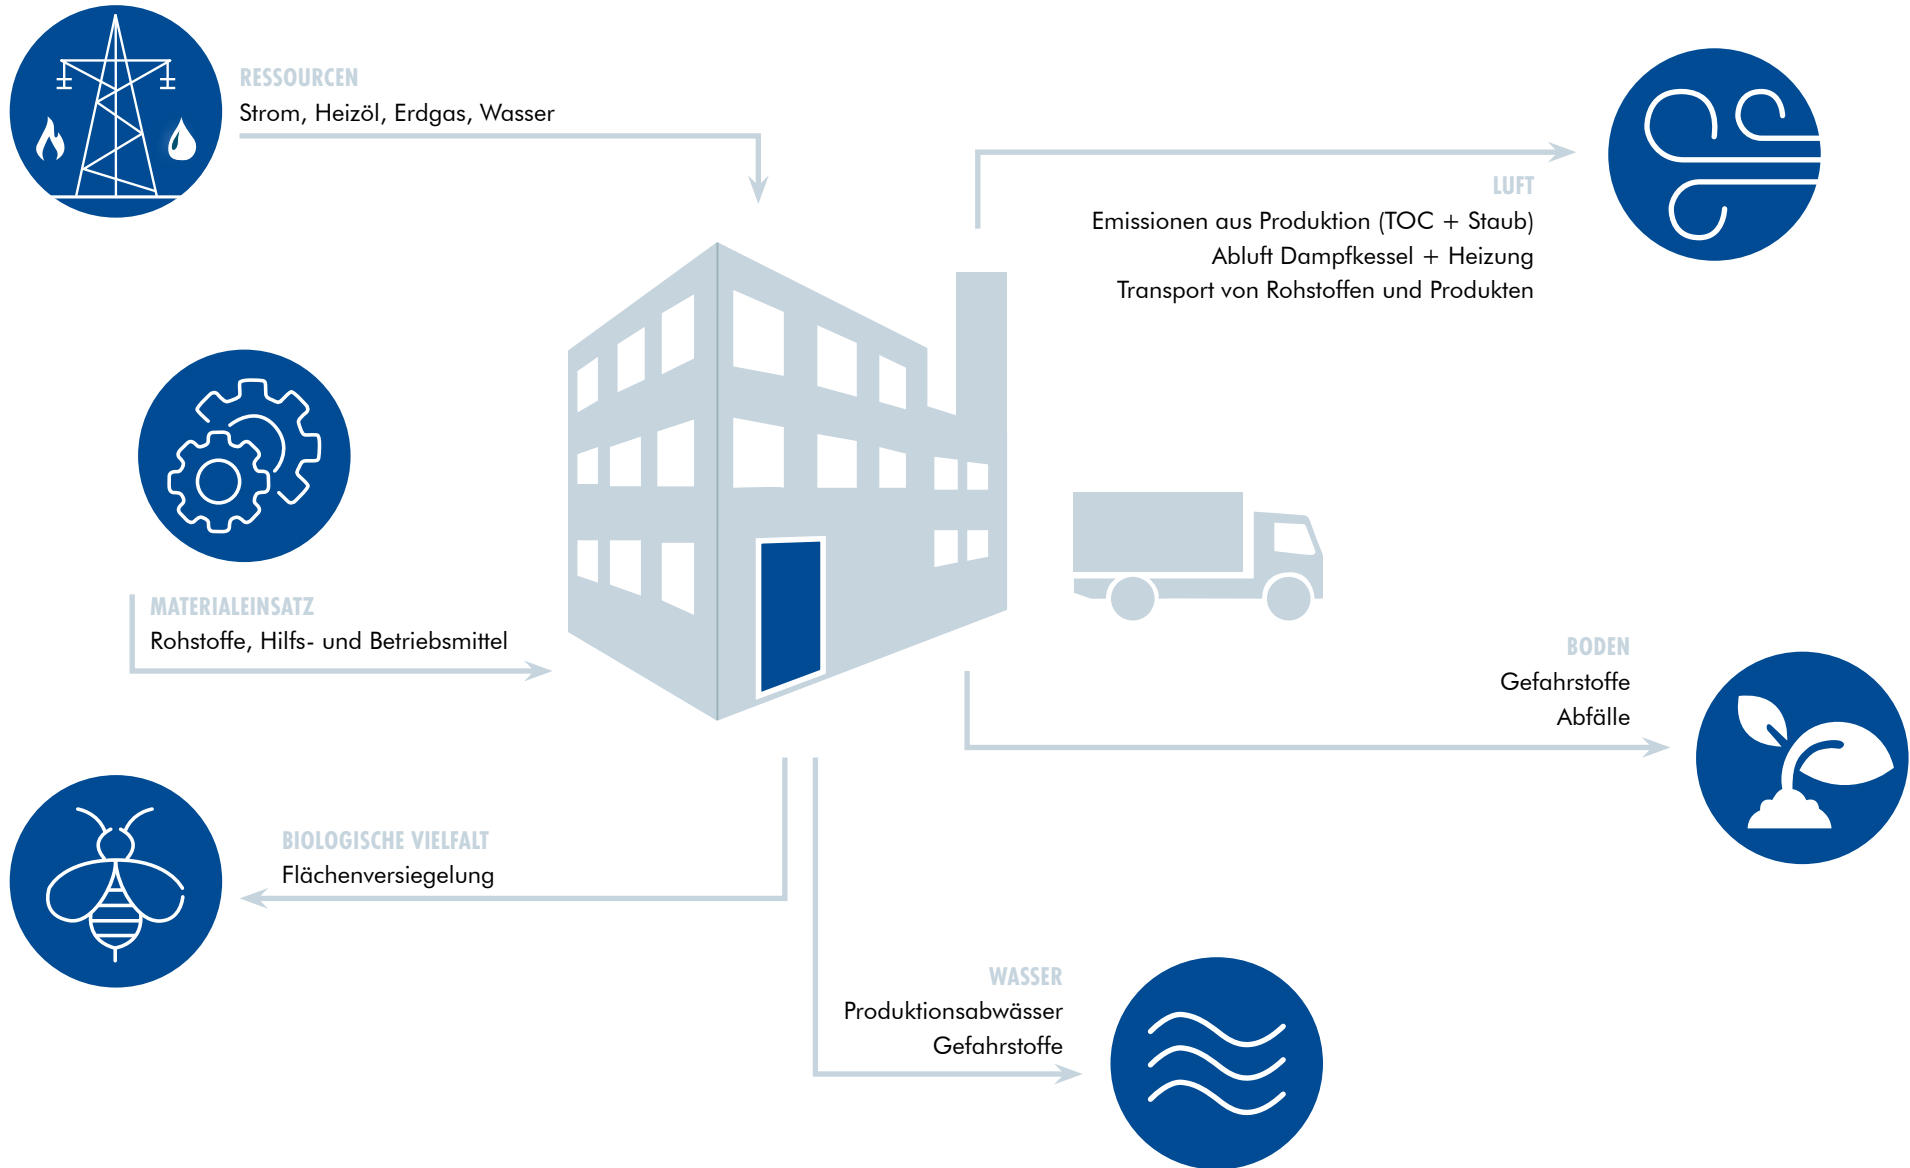 RESSOURCEN
Strom, Heizöl, Erdgas, Wasser
LUFT
Emissionen aus Produktion (TOC + Staub)
Abluft Dampfkessel + Heizung
Transport von Rohstoffen und Produkten
MATERIALEINSATZ
Rohstoffe, Hilfs- und Betriebsmittel
BODEN
Gefahrstoffe
Abfälle
BIOLOGISCHE VIELFALT
Flächenversiegelung
WASSER
Produktionsabwässer
Gefahrstoffe